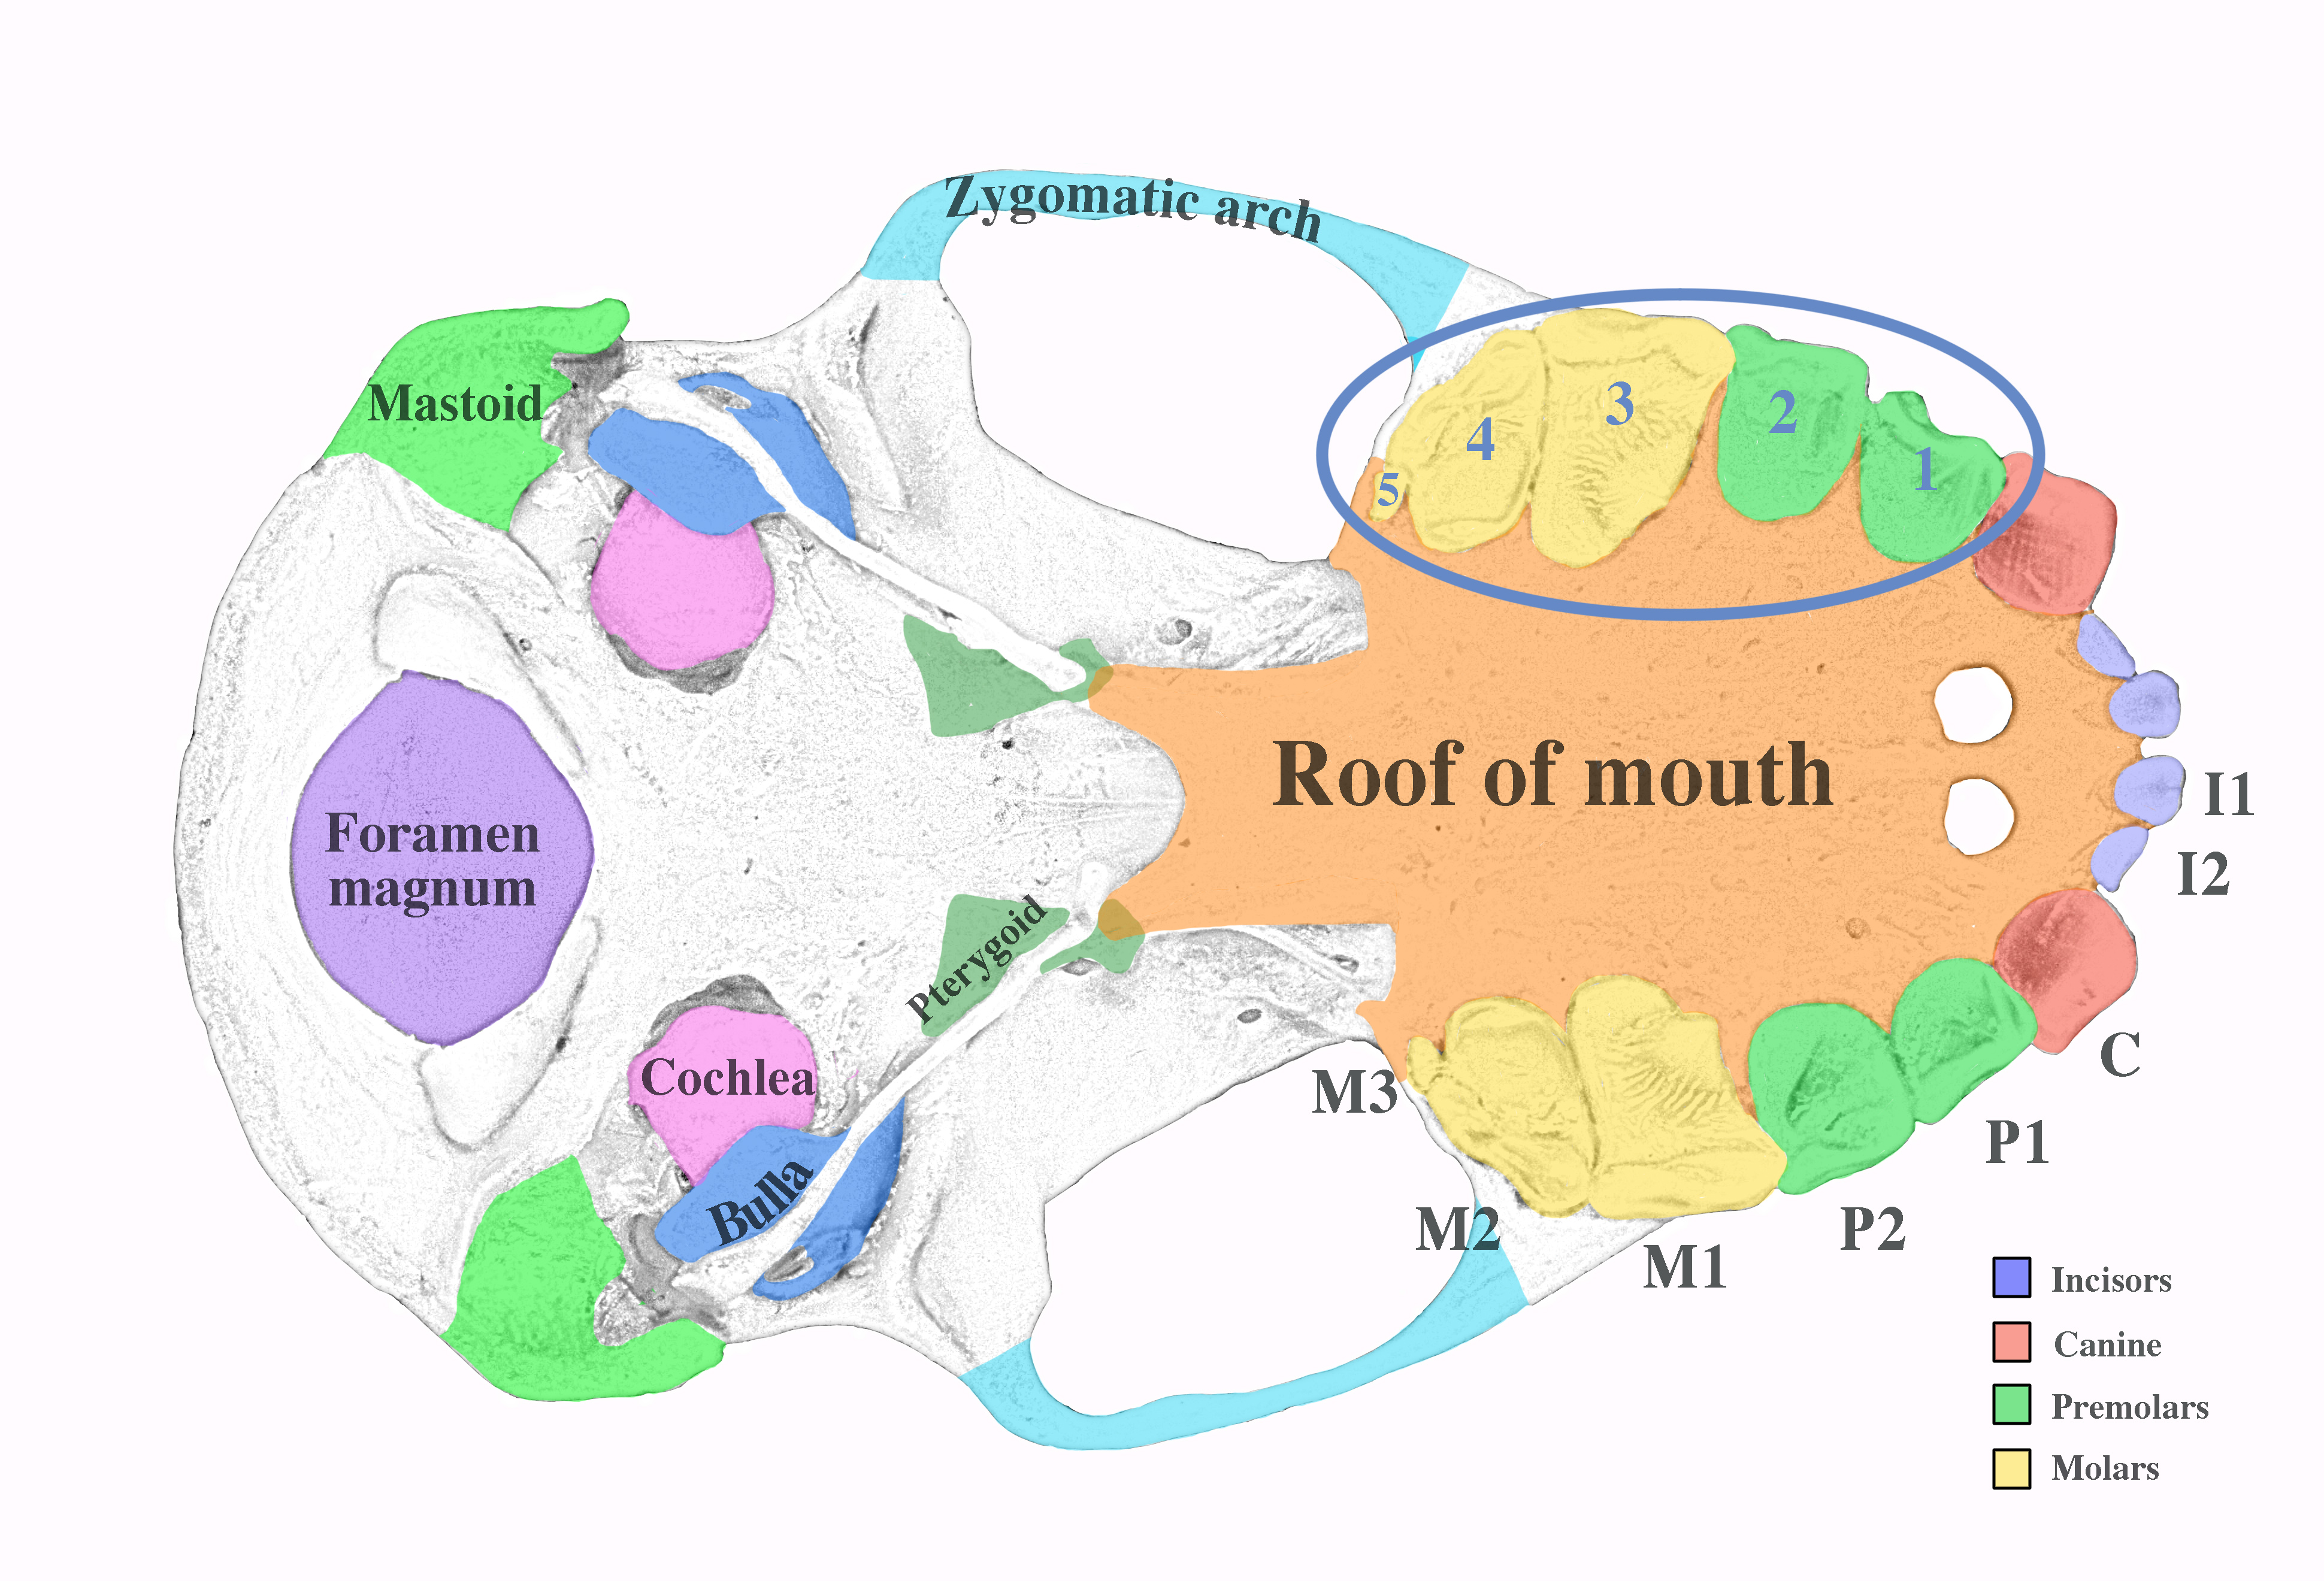 Zygomatic arch
Mastoid
5
4
3
2
1
Roof of mouth
I1
I2
Foramen
magnum
Pterygoid
Cochlea
Bulla
C
M3
P1
M2
M1
P2
Incisors
Canine
Premolars
Molars